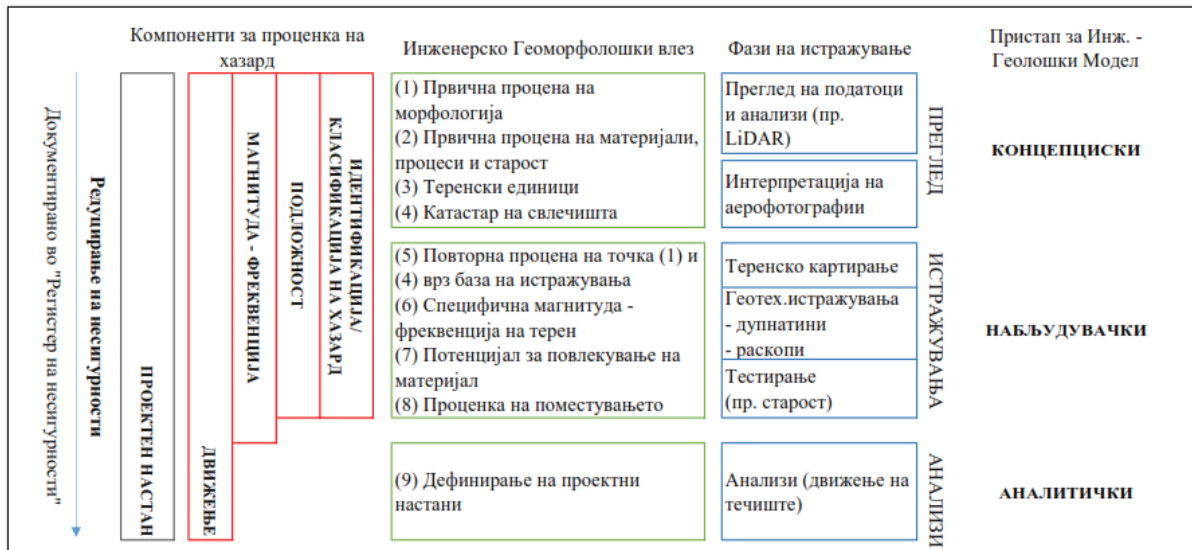 Компоненти за проценка на
хазард
Инженерско Геоморфолошки влез
Фази на истражување
Пристап за Инж. -
Геолошки Модел
Документирано во "Регистер на несигурности"
Редуцирање на несигурности
ПРОЕКТЕН НАСТАН
ДВИЖЕЊЕ
МАГНИТУДА - ФРЕКВЕНЦИЈА
ПОДЛОЖНОСТ
ИДЕНТИФИКАЦИЈА/
КЛАСИФИКАЦИЈА НА ХАЗАРД
(1) Првична процена на
морфологија
(2) Првична процена на материјали,
процеси и старост
(3) Теренски единици
(4) Катастар на свлечишта
Преглед на податоци
и анализи (пр.
LiDAR)
Интерпретација на
аерофотографии
ПРЕГЛЕД
КОНЦЕПЦИСКИ
(5) Повторна процена на точка (1) и
(4) врз база на истражувања
(6) Специфична магнитуда -
фреквенција на терен
(7) Потенцијал за повлекување на
материјал
(8) Проценка на поместувањето
Теренско картирање
Геотех.истражувања
- дупнатини
- раскопи
Тестирање
(пр. старост)
ИСТРАЖУВАЊА
НАБЉУДУВАЧКИ
(9) Дефинирање на проектни
настани
Анализи (движење на
течиште)
АНАЛИЗИ
АНАЛИТИЧКИ